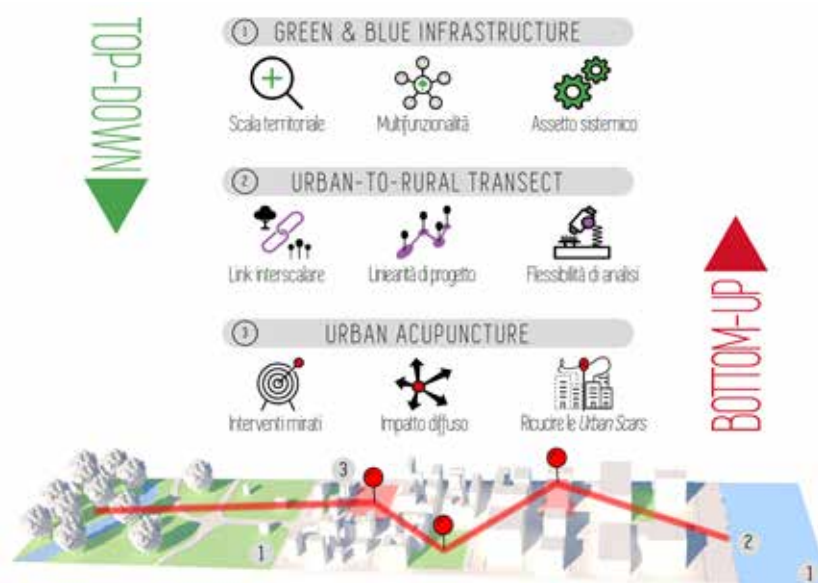 TOP-DOWN
1 GREEN & BLUE INFRASTRUCTURE
Scala territoriale
Multifunzionalità
Assetto sistemico
2 URBAN-TO-RURAL TRANSECT
Link interscalare
Linearità di progetto
Flessibilità di analisi
3 URBAN ACUPUNCTURE
Interventi mirati
Impatto diffuso
Ricucire le Urban Scars
BOTTOM-UP
3
1
2
1